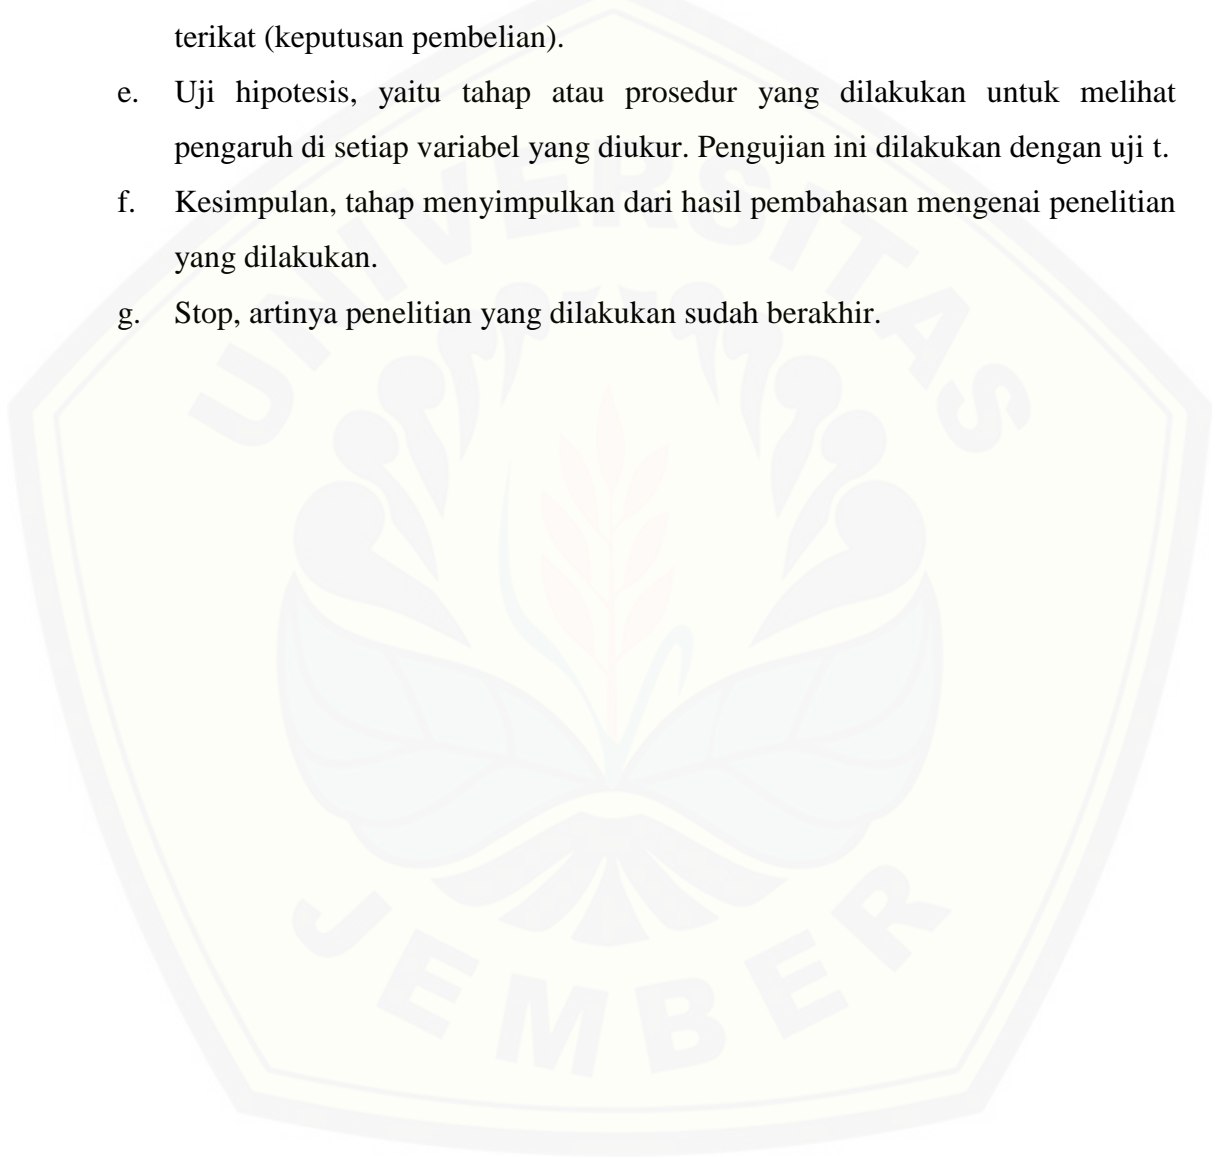 terikat (keputusan pembelian).
e. Uji hipotesis, yaitu tahap atau prosedur yang dilakukan untuk melihat
pengaruh di setiap variabel yang diukur. Pengujian ini dilakukan dengan uji t.
f. Kesimpulan, tahap menyimpulkan dari hasil pembahasan mengenai penelitian
yang dilakukan.
g. Stop, artinya penelitian yang dilakukan sudah berakhir.
UNIVERSITAS
JEMBER